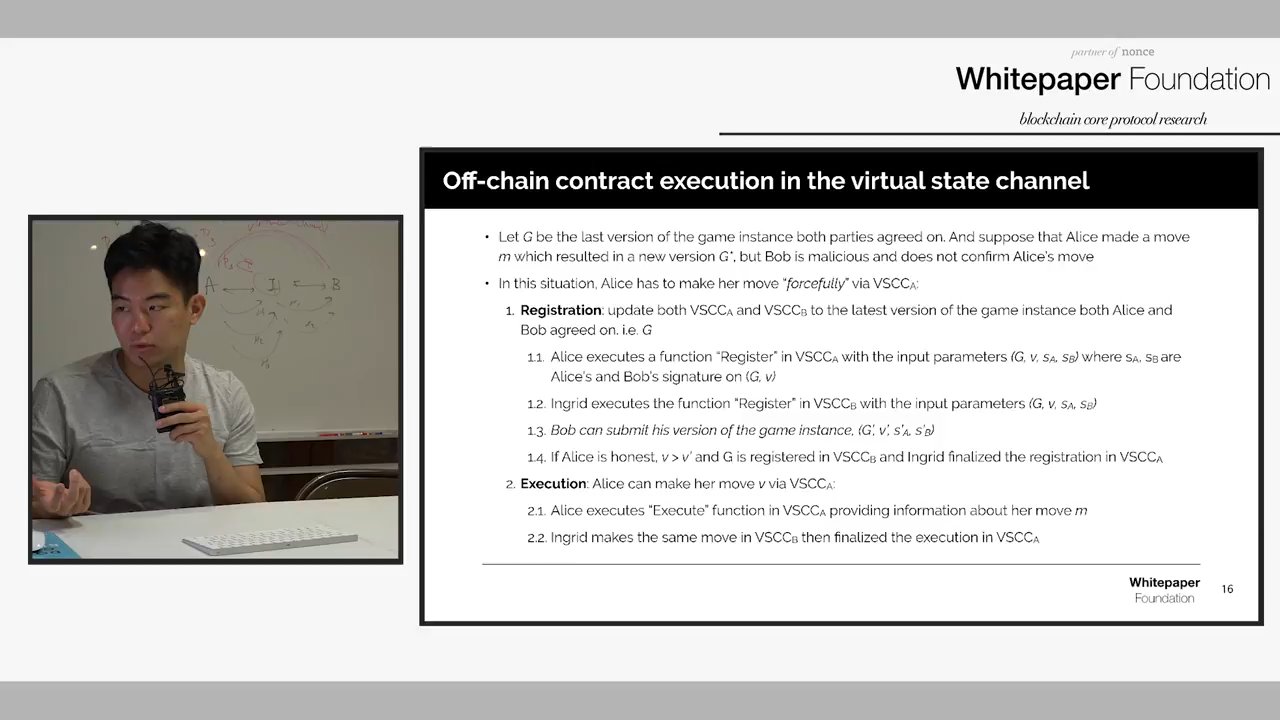 partner of nonce
Whitepaper Foundation
blockchain core protocol research
Off-chain contract execution in the virtual state channel
• Let G be the last version of the game instance both parties agreed on. And suppose that Alice made a move
m which resulted in a new version G*, but Bob is malicious and does not confirm Alice's move
• In this situation, Alice has to make her move "forcefully" via VSCCA:
1. Registration: update both VSCCA and VSCCB to the latest version of the game instance both Alice and
Bob agreed on. i.e. G
1.1. Alice executes a function "Register" in VSCCA with the input parameters (G, v, sA, sB) where sA, sB are
Alice's and Bob's signature on (G, v)
1.2. Ingrid executes the function "Register" in VSCCB with the input parameters (G, v, sA, sB)
1.3. Bob can submit his version of the game instance, (G', v', s'A, s'B)
1.4. If Alice is honest, v > v' and G is registered in VSCCB and Ingrid finalized the registration in VSCCA
2. Execution: Alice can make her move v via VSCCA:
2.1. Alice executes "Execute" function in VSCCA providing information about her move m
2.2. Ingrid makes the same move in VSCCB then finalized the execution in VSCCA
Whitepaper
Foundation
16
A I B